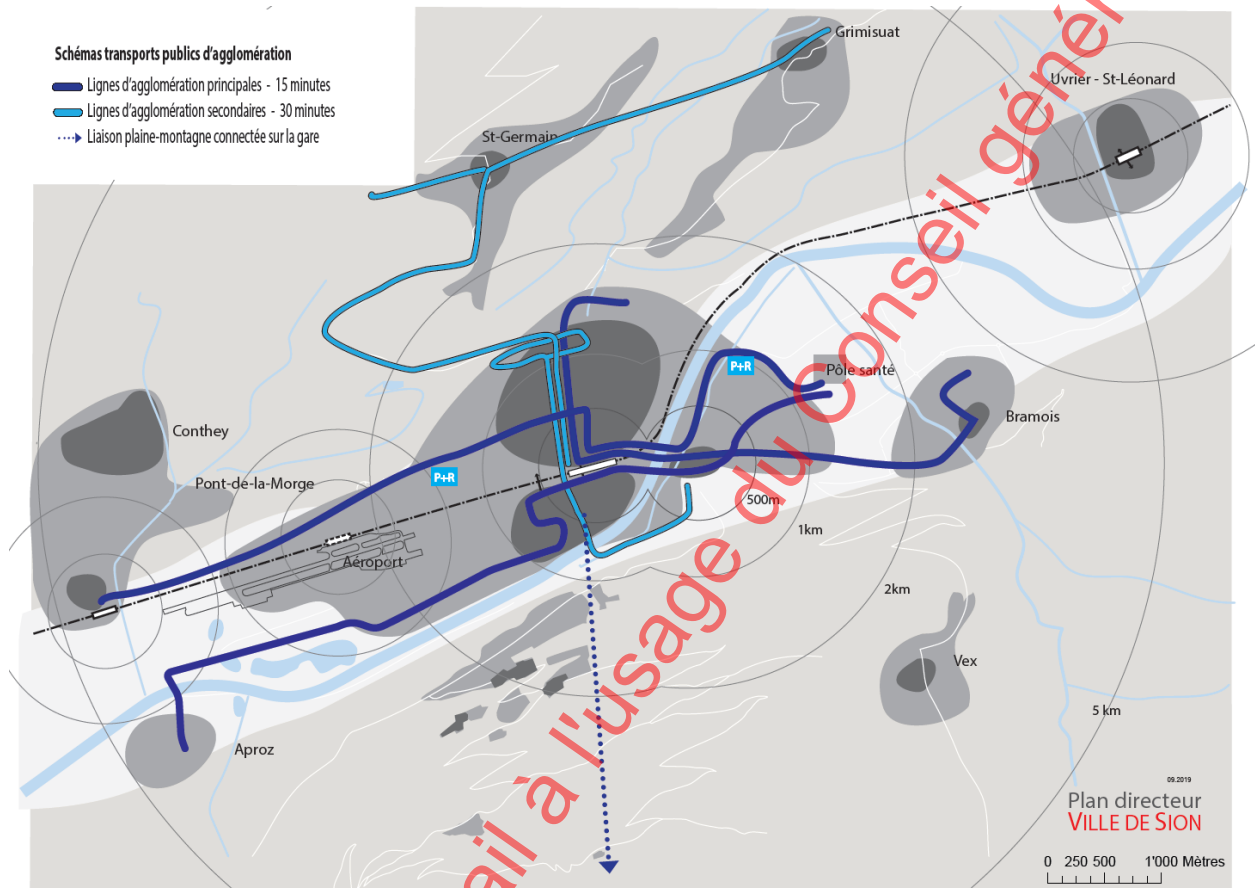 Schémas transports publics d'agglomération
Lignes d'agglomération principales - 15 minutes
Lignes d'agglomération secondaires - 30 minutes
Liaison plaine-montagne connectée sur la gare
Grimisuat
Uvrier - St-Léonard
St-Germain
P+R
Pôle santé
Bramois
Conthey
Pont-de-la-Morge
P+R
500m
1km
Aéroport
2km
Vex
5 km
Aproz
ail à l'usage du Conseil généi
09.2019
Plan directeur
VILLE DE SION
0 250 500 1'000 Mètres